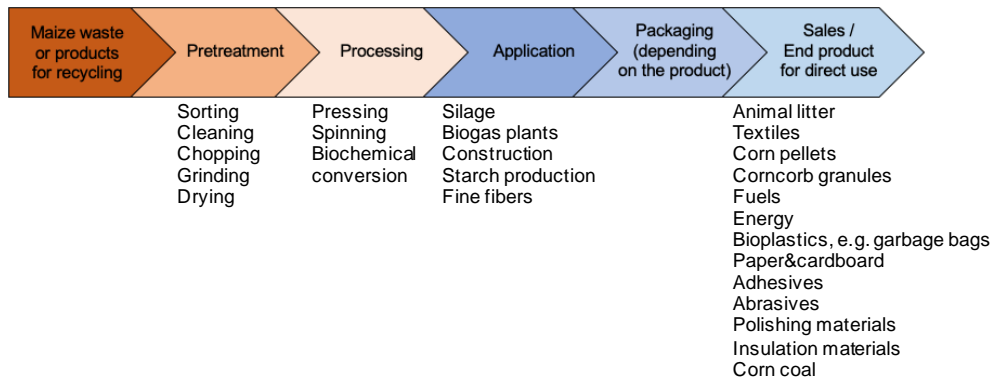 Maize waste
or products
for recycling
Pretreatment
Processing
Application
Packaging
(depending
on the product)
Sales /
End product
for direct use
Sorting
Cleaning
Chopping
Grinding
Drying
Pressing
Spinning
Biochemical
conversion
Silage
Biogas plants
Construction
Starch production
Fine fibers
Animal litter
Textiles
Corn pellets
Corncorb granules
Fuels
Energy
Bioplastics, e.g. garbage bags
Paper&cardboard
Adhesives
Abrasives
Polishing materials
Insulation materials
Corn coal